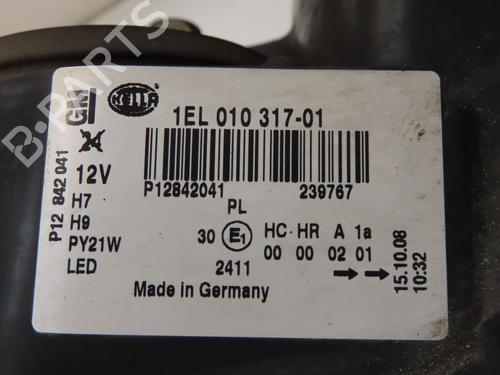 GM
HELLA
1EL 010 317-01
24
12V
P12842041
239767
P12 842 041
H7
H9
PY21W
LED
PL
30 E1
HC-HR A 1a
00 00 02 01
2411
15.10.08
10:32
Made in Germany
B-PARTS